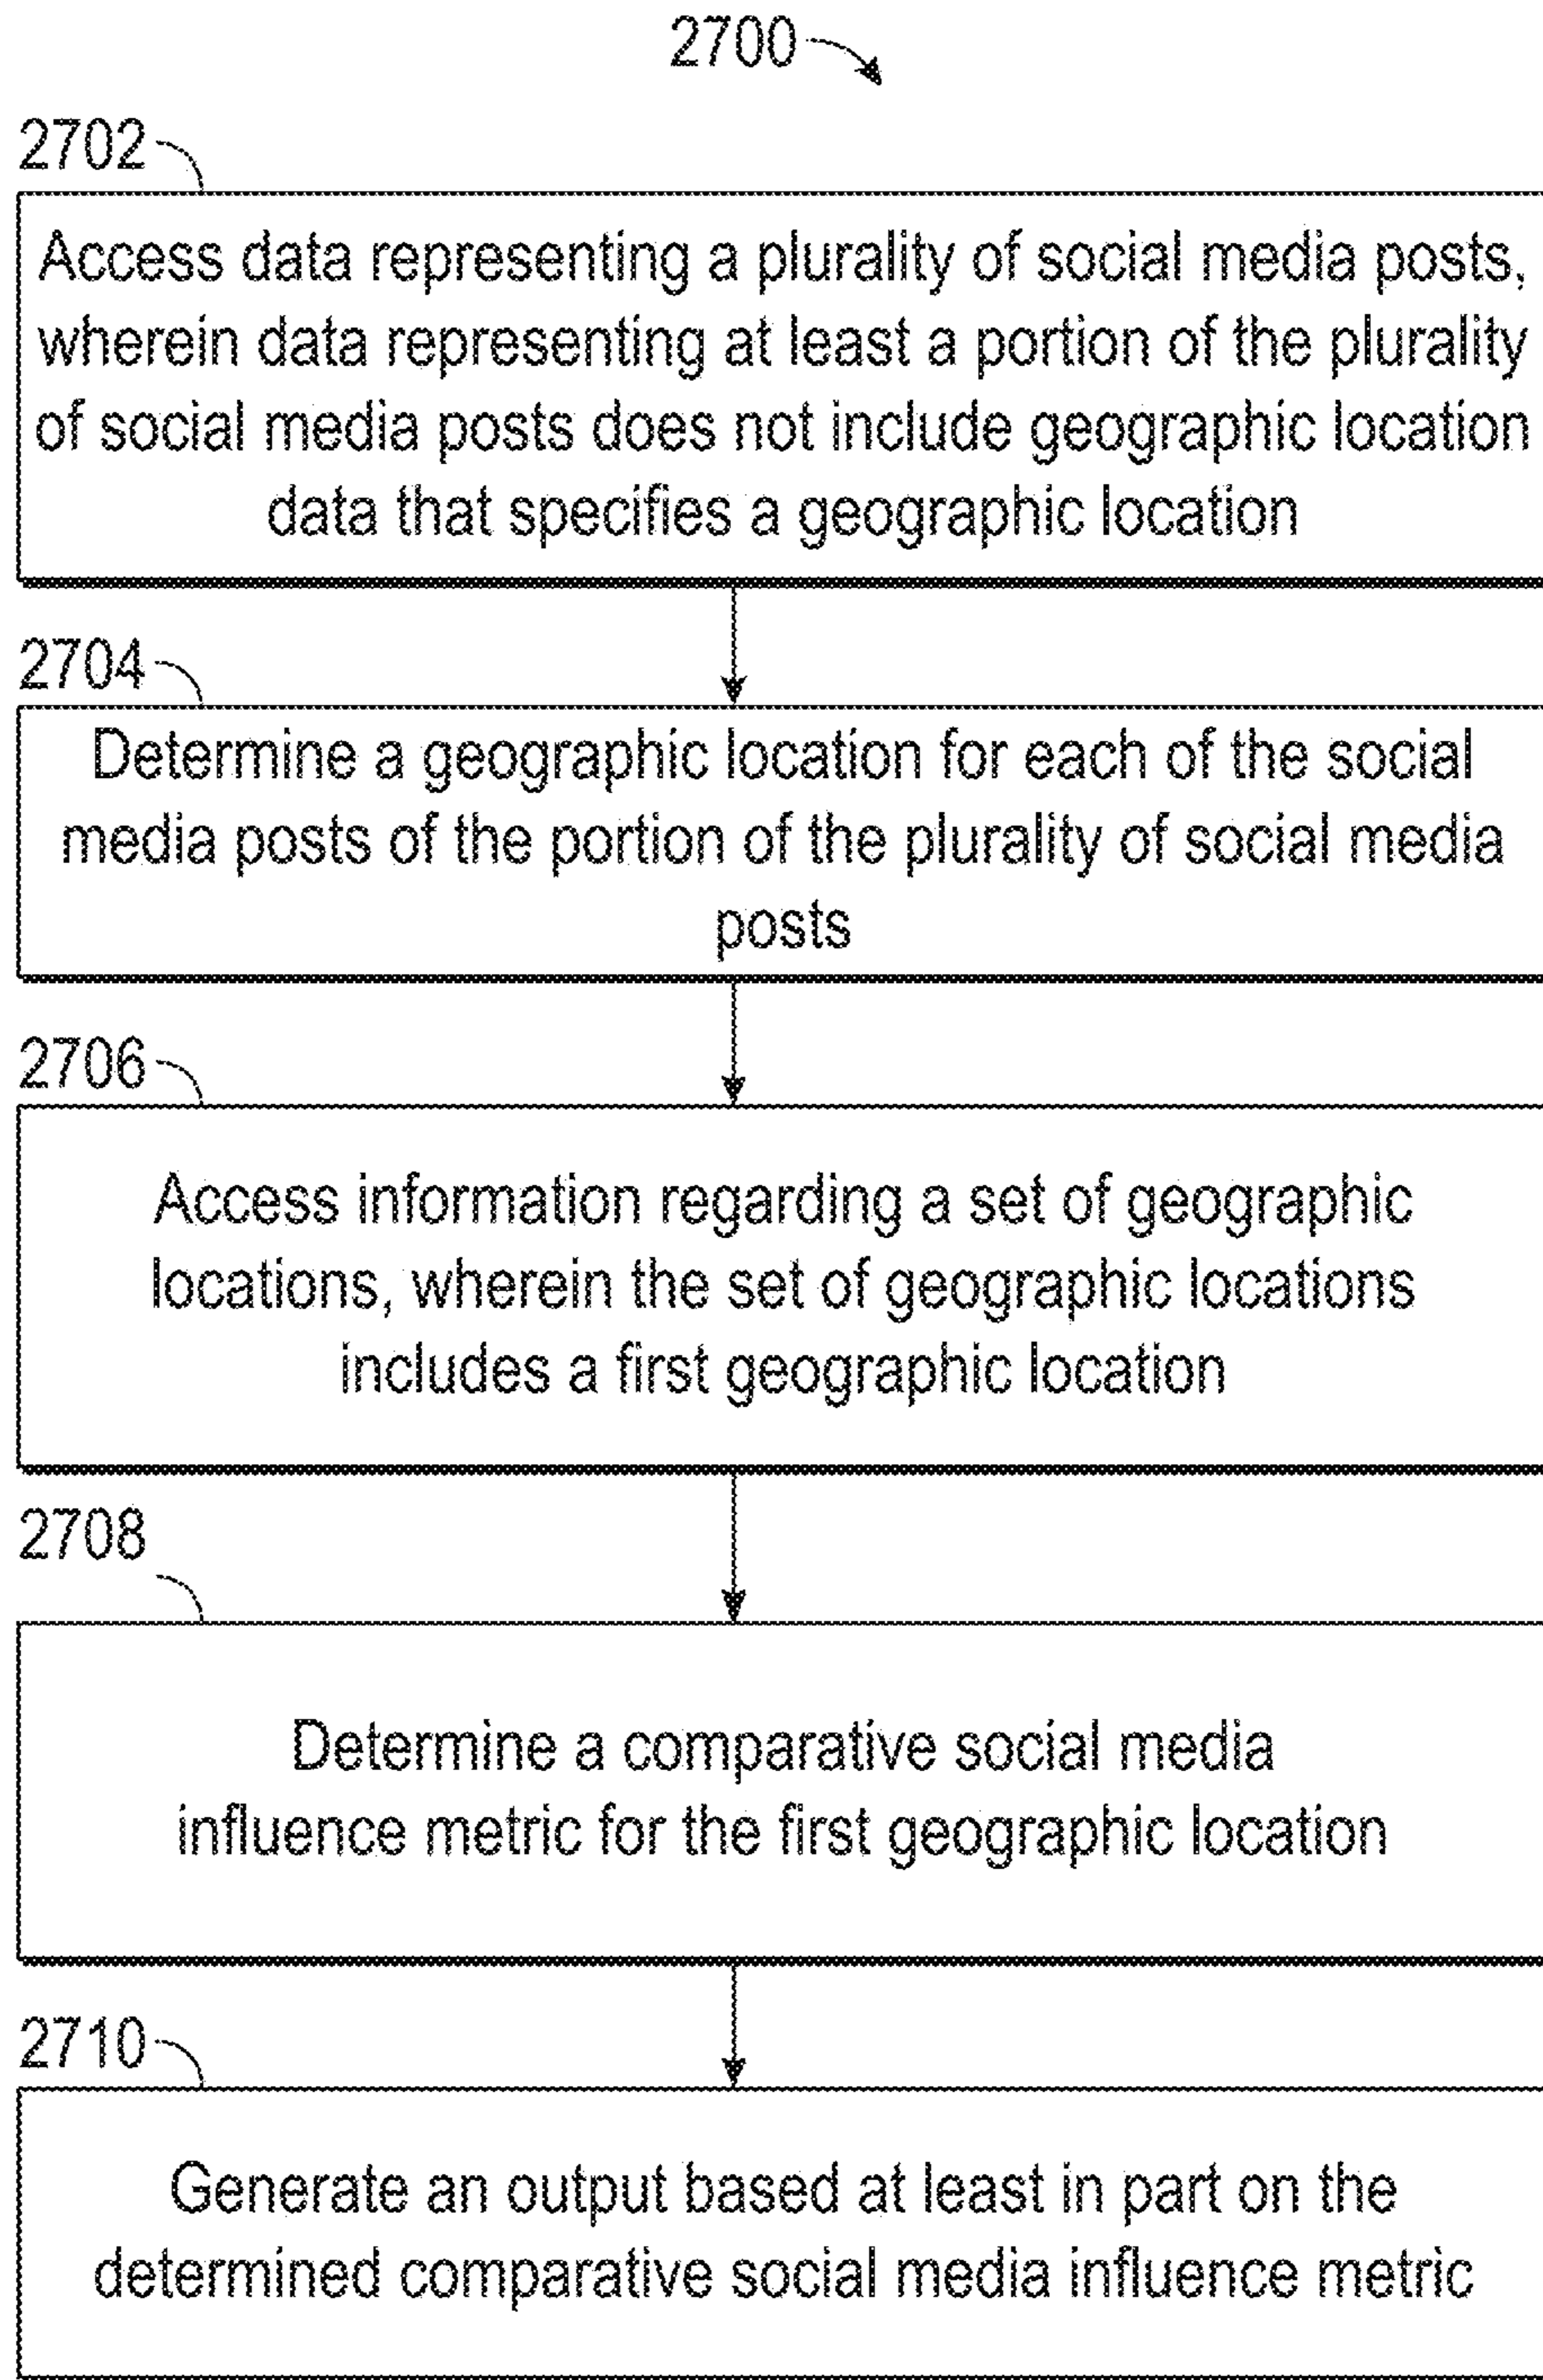 2700
2702
Access data representing a plurality of social media posts,
wherein data representing at least a portion of the plurality
of social media posts does not include geographic location
data that specifies a geographic location
2704
Determine a geographic location for each of the social
media posts of the portion of the plurality of social media
posts
2706
Access information regarding a set of geographic
locations, wherein the set of geographic locations
includes a first geographic location
2708
Determine a comparative social media
influence metric for the first geographic location
2710
Generate an output based at least in part on the
determined comparative social media influence metric